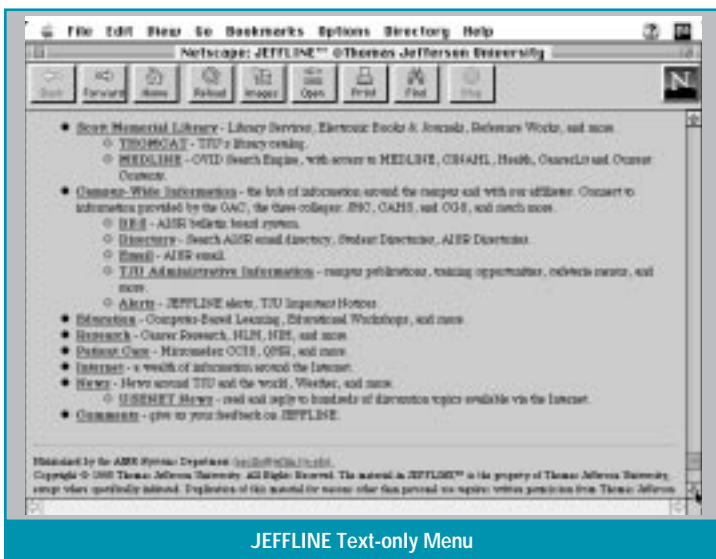 File Edit View Go Bookmarks Options Directory Help
Netscape: JEFFLINE™ @Thomas Jefferson University
Back Forward Home Reload Images Open Print Find Stop
N
Scott Memorial Library - Library Services, Electronic Books & Journals, Reference Works, and more.
THOMCAT - TJU's library catalog.
MEDLINE - OVID Search Engine, with access to MEDLINE, CINAHL, Health, CancerLit and Current
Contents.
Campus-Wide Information - the hub of information around the campus and with our affiliates. Connect to
information provided by the OAC, the three colleges: JMC, CAHS, and CGS, and much more.
BBS - AISR bulletin board system.
Directory - Search AISR email directory, Student Directories, AISR Directories.
Email - AISR email.
TJU Administrative Information - campus publications, training opportunities, cafeteria menus, and
more.
Alerts - JEFFLINE alerts, TJU Important Notices.
Education - Computer-Based Learning, Educational Workshops, and more.
Research - Cancer Research, NLM, NIH, and more.
Patient Care - Micromedex CCIS, QMR, and more.
Internet - a wealth of information around the Internet.
News - News around TJU and the world, Weather, and more.
USENET News - read and reply to hundreds of discussion topics available via the Internet.
Comments - give us your feedback on JEFFLINE.
Maintained by the AISR Systems Department
Copyright © 1995 Thomas Jefferson University. All Rights Reserved. The material in JEFFLINE™ is the property of Thomas Jefferson University,
except where specifically indicated. Duplication of this material for reasons other than personal use requires written permission from Thomas Jefferson
JEFFLINE Text-only Menu